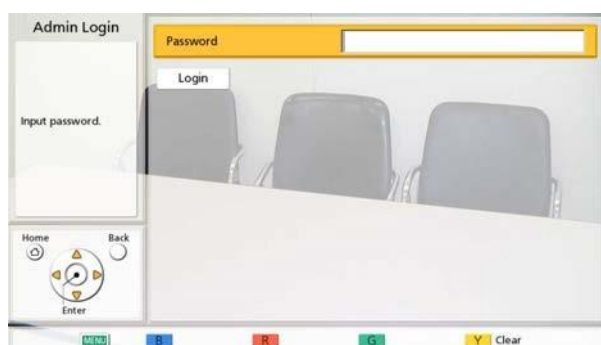 Admin Login
Password
Login
Input password.
Home
Back
Enter
MENU
B
R
G
Y Clear